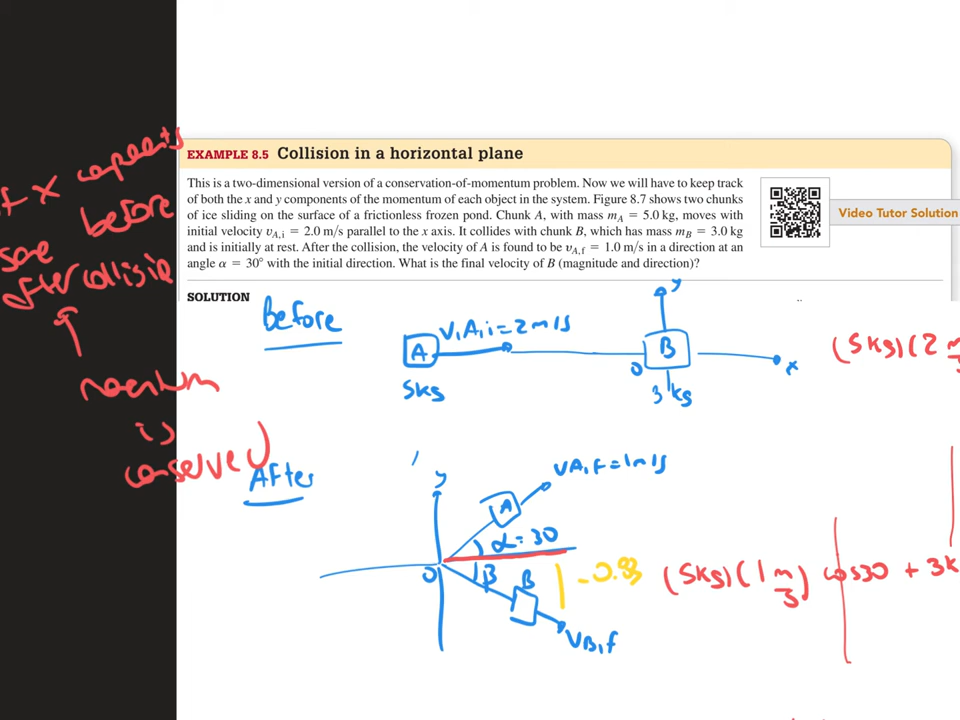 EXAMPLE 8.5 Collision in a horizontal plane
This is a two-dimensional version of a conservation-of-momentum problem. Now we will have to keep track
of both the x and y components of the momentum of each object in the system. Figure 8.7 shows two chunks
of ice sliding on the surface of a frictionless frozen pond. Chunk A, with mass m_A = 5.0 kg, moves with
initial velocity υ_A,i = 2.0 m/s parallel to the x axis. It collides with chunk B, which has mass m_B = 3.0 kg
and is initially at rest. After the collision, the velocity of A is found to be υ_A,f = 1.0 m/s in a direction at an
angle α = 30° with the initial direction. What is the final velocity of B (magnitude and direction)?
Video Tutor Solution
SOLUTION
x
before
after collisio
momentum
is
conserved
Before
A
V,A,i=2m/s
5kg
y
B
0
3kg
x
(5kg)(2 m
After
y
A
VA,f=1m/s
α=30
0
β
B
VB,f
-0.83
(5kg)(1 m/s) cos30 + 3k